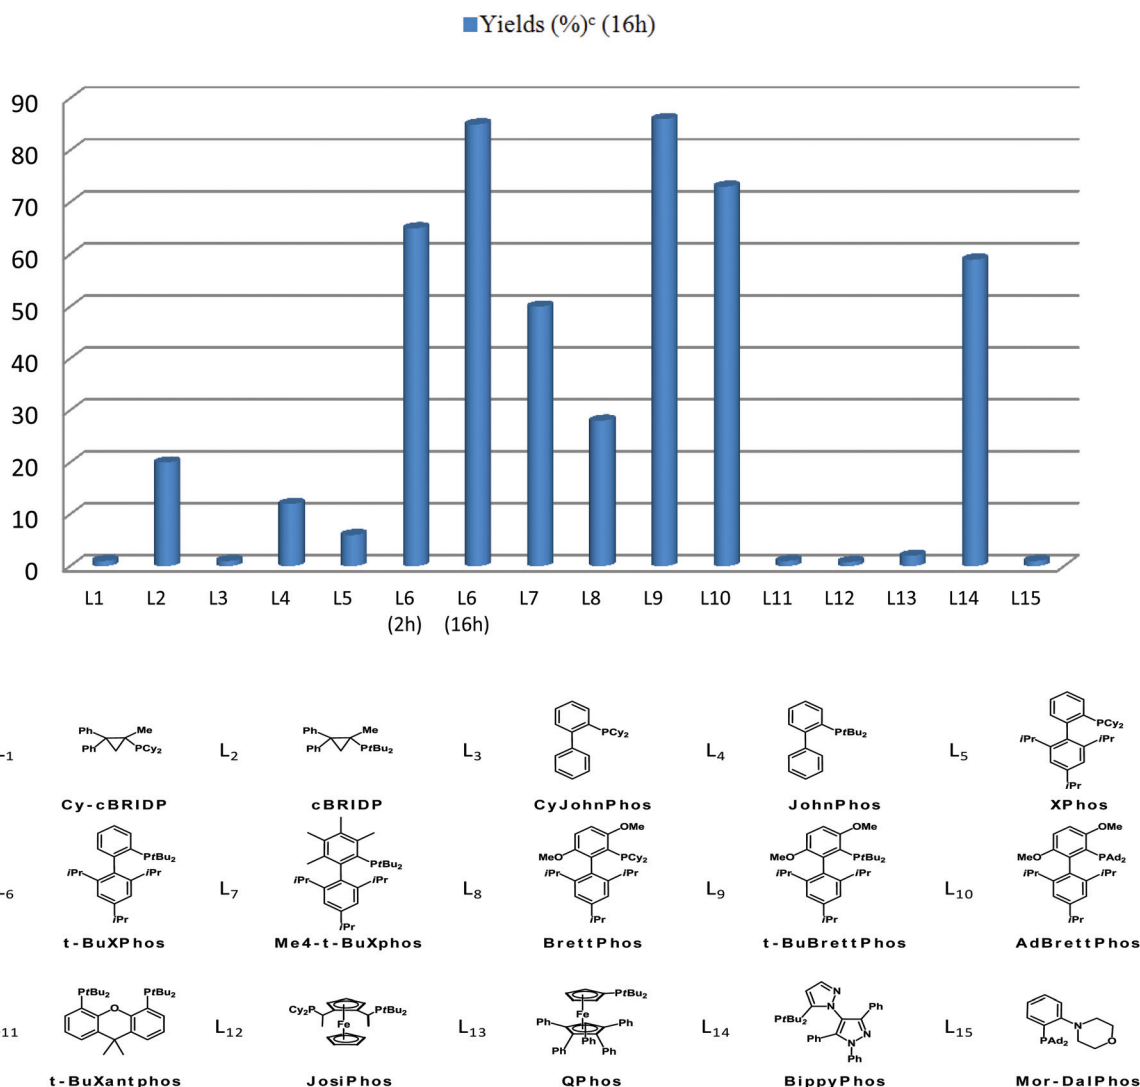 Yields (%)ᶜ (16h)
90
80
70
60
50
40
30
20
10
0
L1 L2 L3 L4 L5 L6 L6 L7 L8 L9 L10 L11 L12 L13 L14 L15
(2h) (16h)
Ph Me Ph PCy2
L2 Ph Me Ph PtBu2
L3 PCy2
L4 PtBu2
L5 PCy2 iPr iPr iPr
Cy-cBRIDP cBRIDP CyJohnPhos JohnPhos XPhos
-6 PtBu2 iPr iPr iPr
L7 PtBu2 iPr iPr iPr
L8 OMe MeO PCy2 iPr iPr iPr
L9 OMe MeO PtBu2 iPr iPr iPr
L10 OMe MeO PAd2 iPr iPr iPr
t-BuXPhos Me4-t-BuXphos BrettPhos t-BuBrettPhos AdBrettPhos
11 PtBu2 PtBu2 O
L12 Cy2P PtBu2 Fe
L13 PtBu2 Fe Ph Ph Ph Ph Ph
L14 N N Ph PtBu2 Ph N N Ph
L15 N O PAd2
t-BuXantphos JosiPhos QPhos BippyPhos Mor-DalPhos